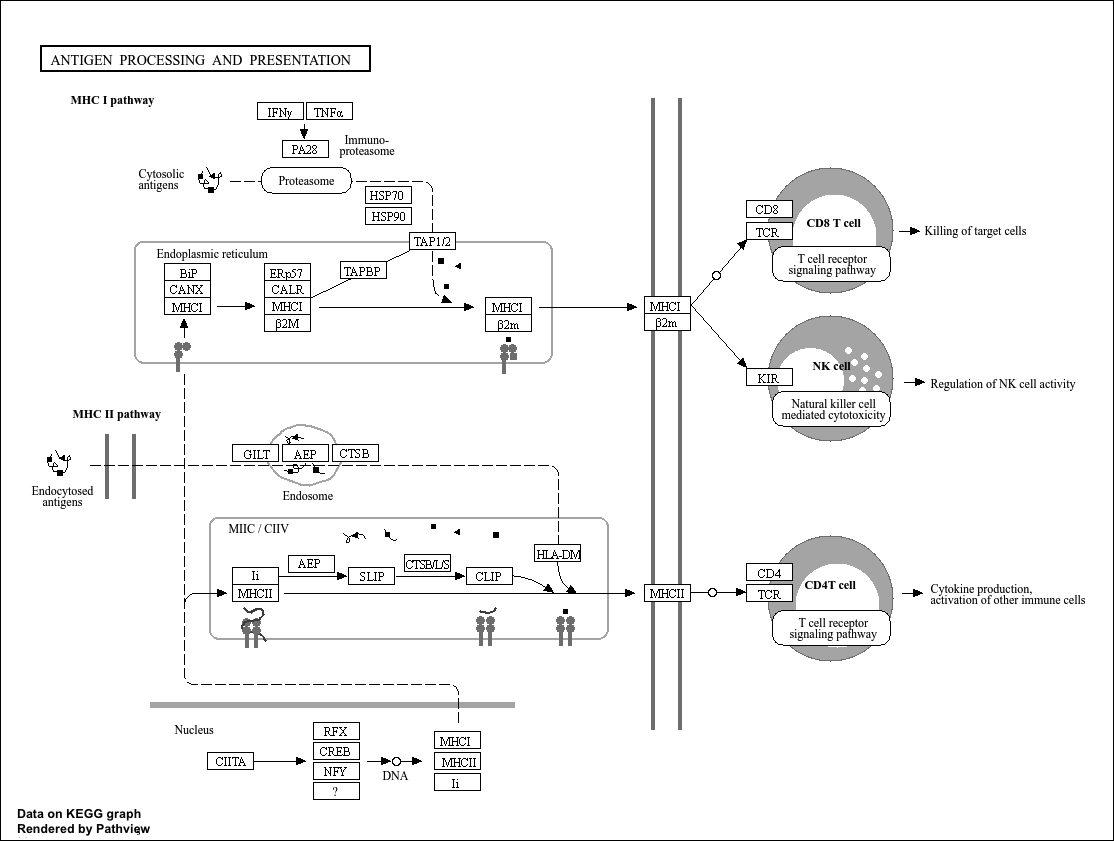 ANTIGEN PROCESSING AND PRESENTATION
MHC I pathway
IFNγ
TNFα
PA28
Immuno-
proteasome
Cytosolic
antigens
Proteasome
HSP70
HSP90
TAP1/2
Endoplasmic reticulum
BiP
CANX
MHCI
ERp57
CALR
MHCI
β2M
TAPBP
MHCI
β2m
MHCI
β2m
CD8
TCR
CD8 T cell
T cell receptor
signaling pathway
Killing of target cells
KIR
NK cell
Natural killer cell
mediated cytotoxicity
Regulation of NK cell activity
MHC II pathway
Endocytosed
antigens
GILT
AEP
CTSB
Endosome
MIIC / CIIV
Ii
MHCII
AEP
SLIP
CTSB/L/S
CLIP
HLA-DM
MHCII
CD4
TCR
CD4T cell
T cell receptor
signaling pathway
Cytokine production,
activation of other immune cells
Nucleus
CIITA
RFX
CREB
NFY
?
DNA
MHCI
MHCII
Ii
Data on KEGG graph
Rendered by Pathview